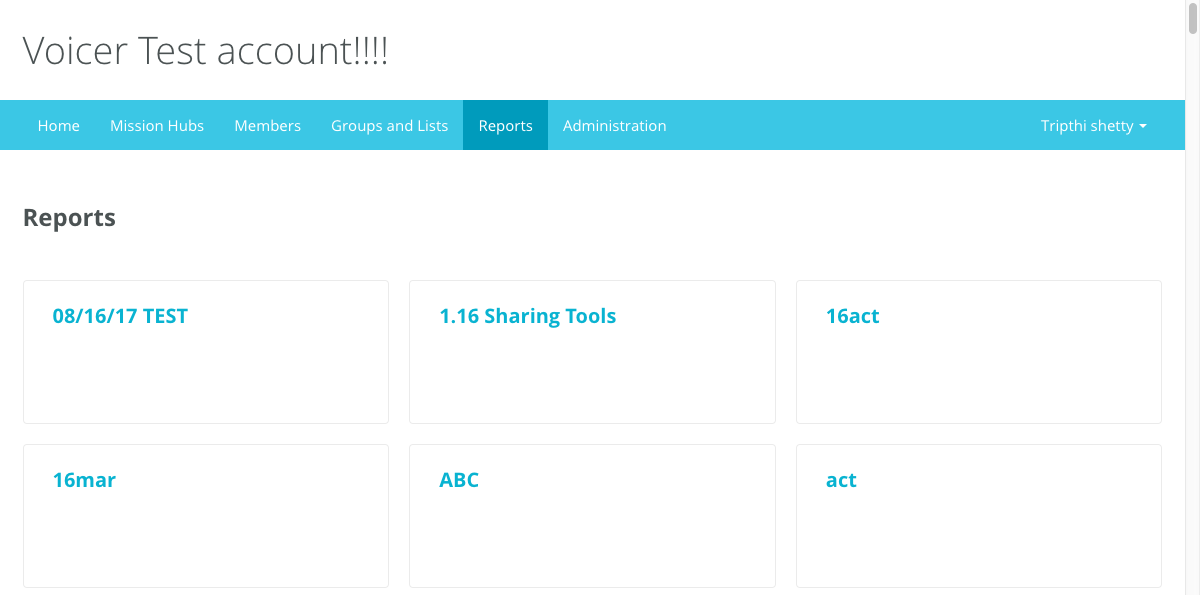 Voicer Test account!!!!
Home Mission Hubs Members Groups and Lists Reports Administration Tripthi shetty
Reports
08/16/17 TEST 1.16 Sharing Tools 16act
16mar ABC act